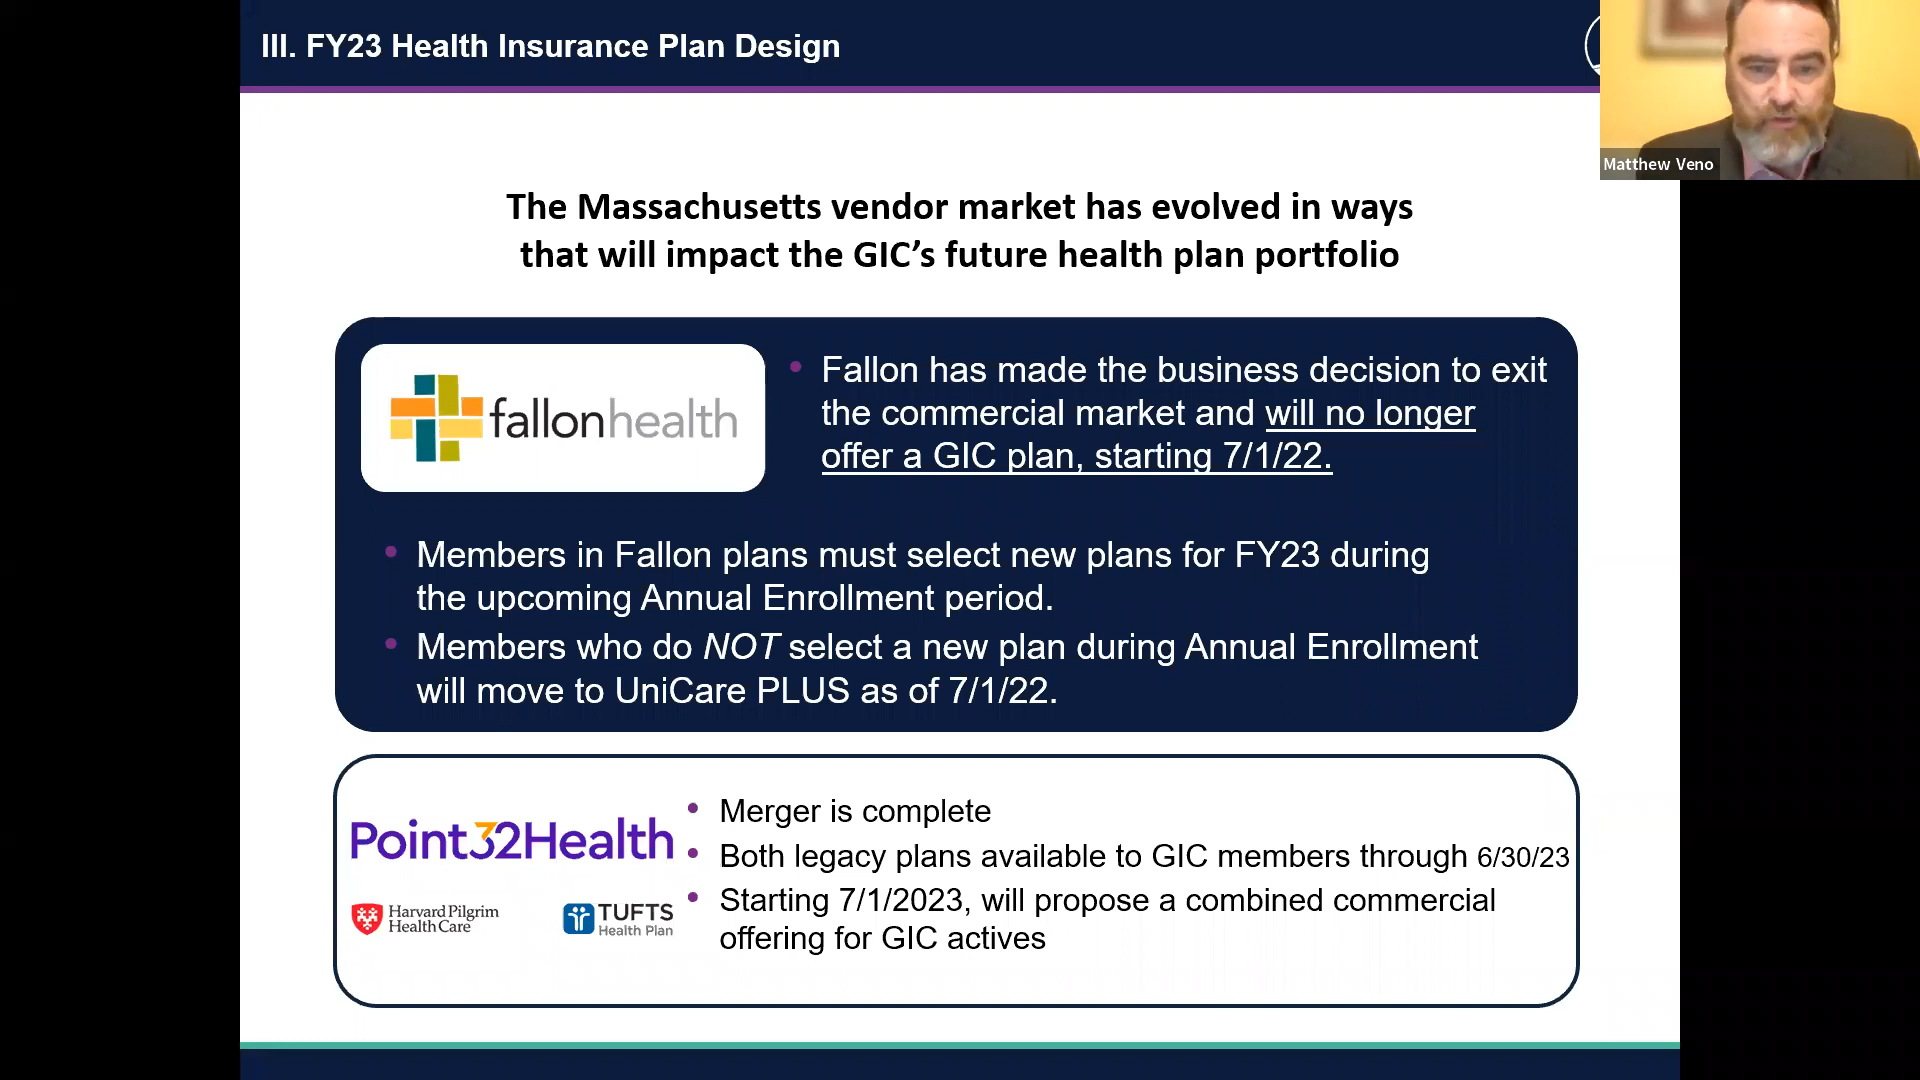 III. FY23 Health Insurance Plan Design
Matthew Veno
The Massachusetts vendor market has evolved in ways
that will impact the GIC’s future health plan portfolio
fallonhealth
• Fallon has made the business decision to exit
the commercial market and will no longer
offer a GIC plan, starting 7/1/22.
• Members in Fallon plans must select new plans for FY23 during
the upcoming Annual Enrollment period.
• Members who do NOT select a new plan during Annual Enrollment
will move to UniCare PLUS as of 7/1/22.
Point32Health
Harvard Pilgrim
Health Care
TUFTS
Health Plan
• Merger is complete
• Both legacy plans available to GIC members through 6/30/23
• Starting 7/1/2023, will propose a combined commercial
offering for GIC actives